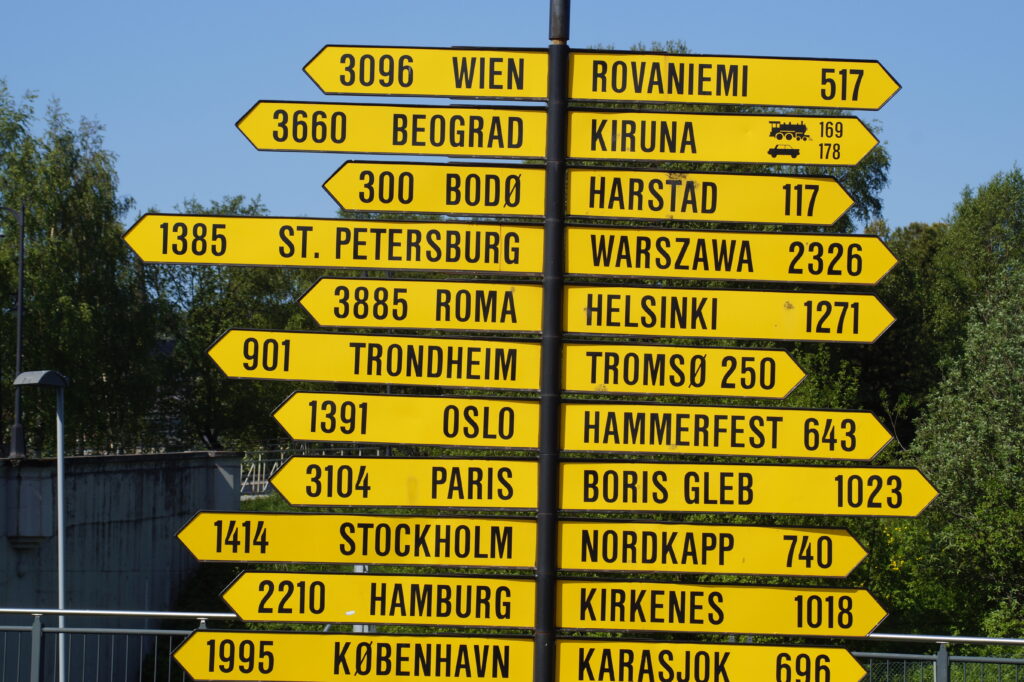 3096 WIEN ROVANIEMI 517
3660 BEOGRAD KIRUNA 169
178
300 BODØ HARSTAD 117
1385 ST. PETERSBURG WARSZAWA 2326
3885 ROMA HELSINKI 1271
901 TRONDHEIM TROMSØ 250
1391 OSLO HAMMERFEST 643
3104 PARIS BORIS GLEB 1023
1414 STOCKHOLM NORDKAPP 740
2210 HAMBURG KIRKENES 1018
1995 KØBENHAVN KARASJOK 696